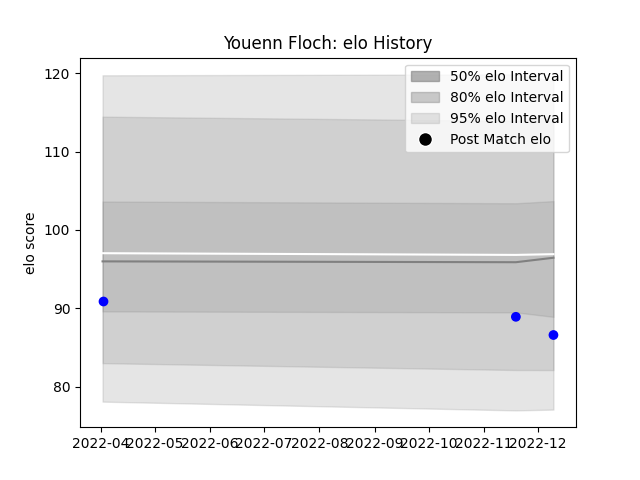 Youenn Floch: elo History
50% elo Interval
80% elo Interval
95% elo Interval
Post Match elo
elo score
120
110
100
90
80
2022-04 2022-05 2022-06 2022-07 2022-08 2022-09 2022-10 2022-11 2022-12